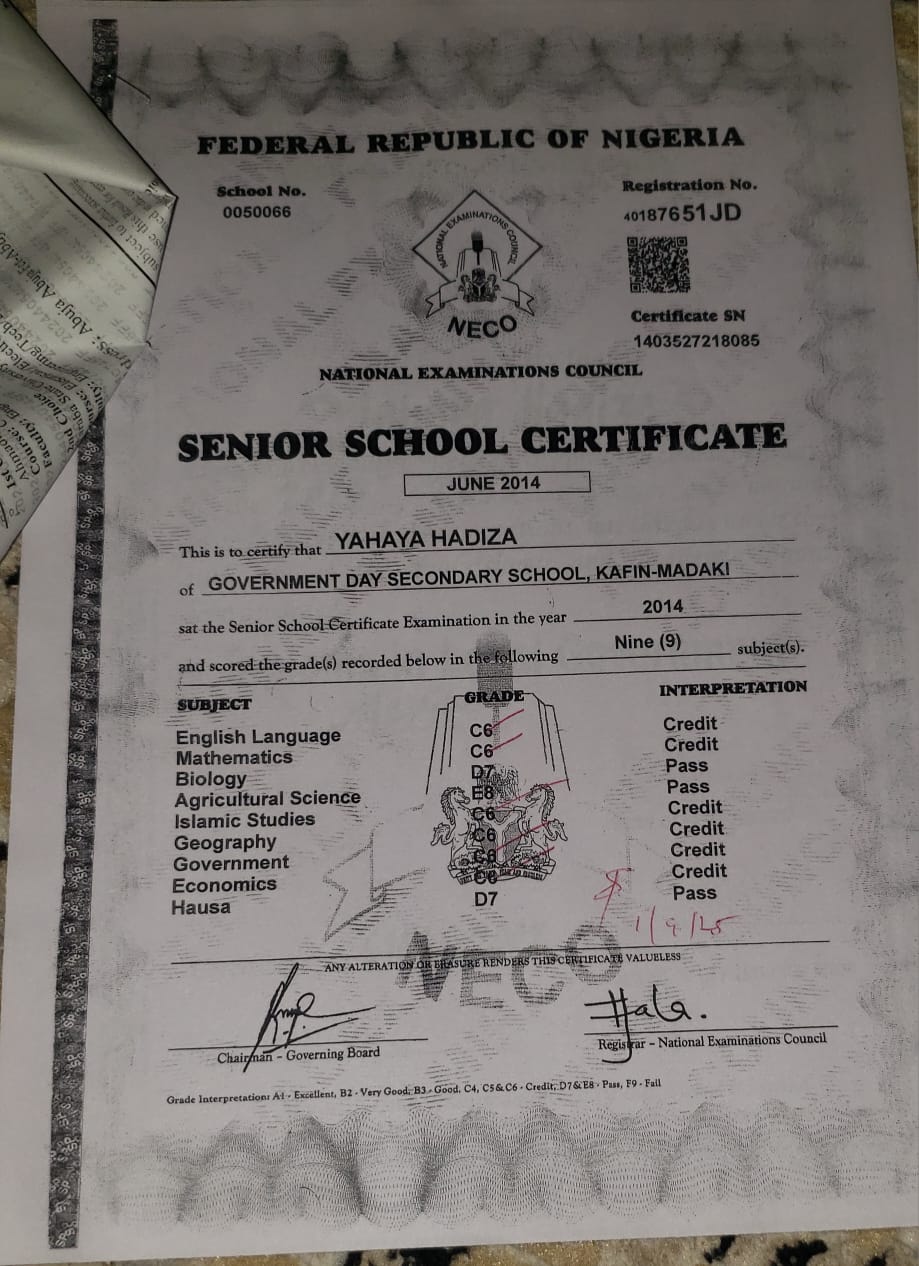 FEDERAL REPUBLIC OF NIGERIA
School No.
0050066
Registration No.
40187651JD
NATIONAL EXAMINATIONS COUNCIL
NECO
Certificate SN
1403527218085
NATIONAL EXAMINATIONS COUNCIL
SENIOR SCHOOL CERTIFICATE
JUNE 2014
This is to certify that YAHAYA HADIZA
of GOVERNMENT DAY SECONDARY SCHOOL, KAFIN-MADAKI
sat the Senior School Certificate Examination in the year 2014
and scored the grade(s) recorded below in the following Nine (9) subject(s).
SUBJECT GRADE INTERPRETATION
English Language C6 Credit
Mathematics C6 Credit
Biology D7 Pass
Agricultural Science E8 Pass
Islamic Studies C6 Credit
Geography C6 Credit
Government Credit
Economics Credit
Hausa D7 Pass
1/9/25
NECO
ANY ALTERATION OR ERASURE RENDERS THIS CERTIFICATE VALUELESS
Chairman - Governing Board
Registrar - National Examinations Council
Grade Interpretation: A1 - Excellent, B2 - Very Good, B3 - Good, C4, C5 & C6 - Credit, D7 & E8 - Pass, F9 - Fail